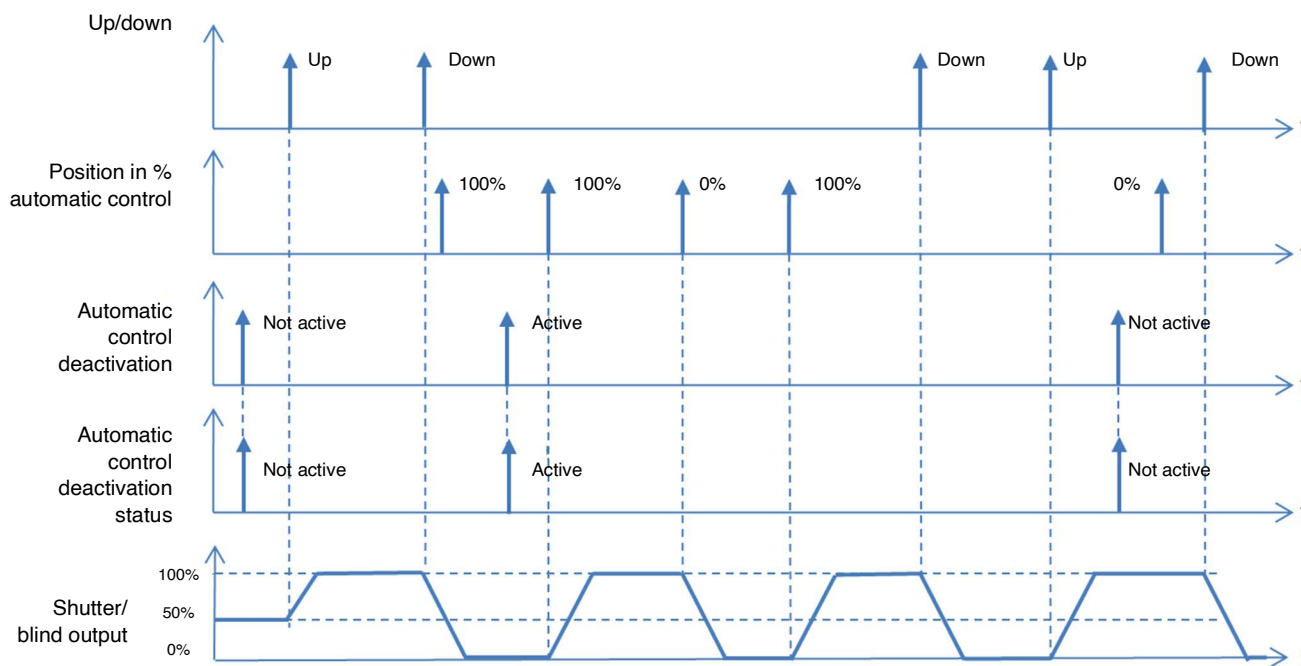 Up/down
Up
Down
Down
Up
Down
Position in %
automatic control
100%
100%
0%
100%
0%
Automatic
control
deactivation
Not active
Active
Not active
Automatic
control
deactivation
status
Not active
Active
Not active
Shutter/
blind output
100%
50%
0%